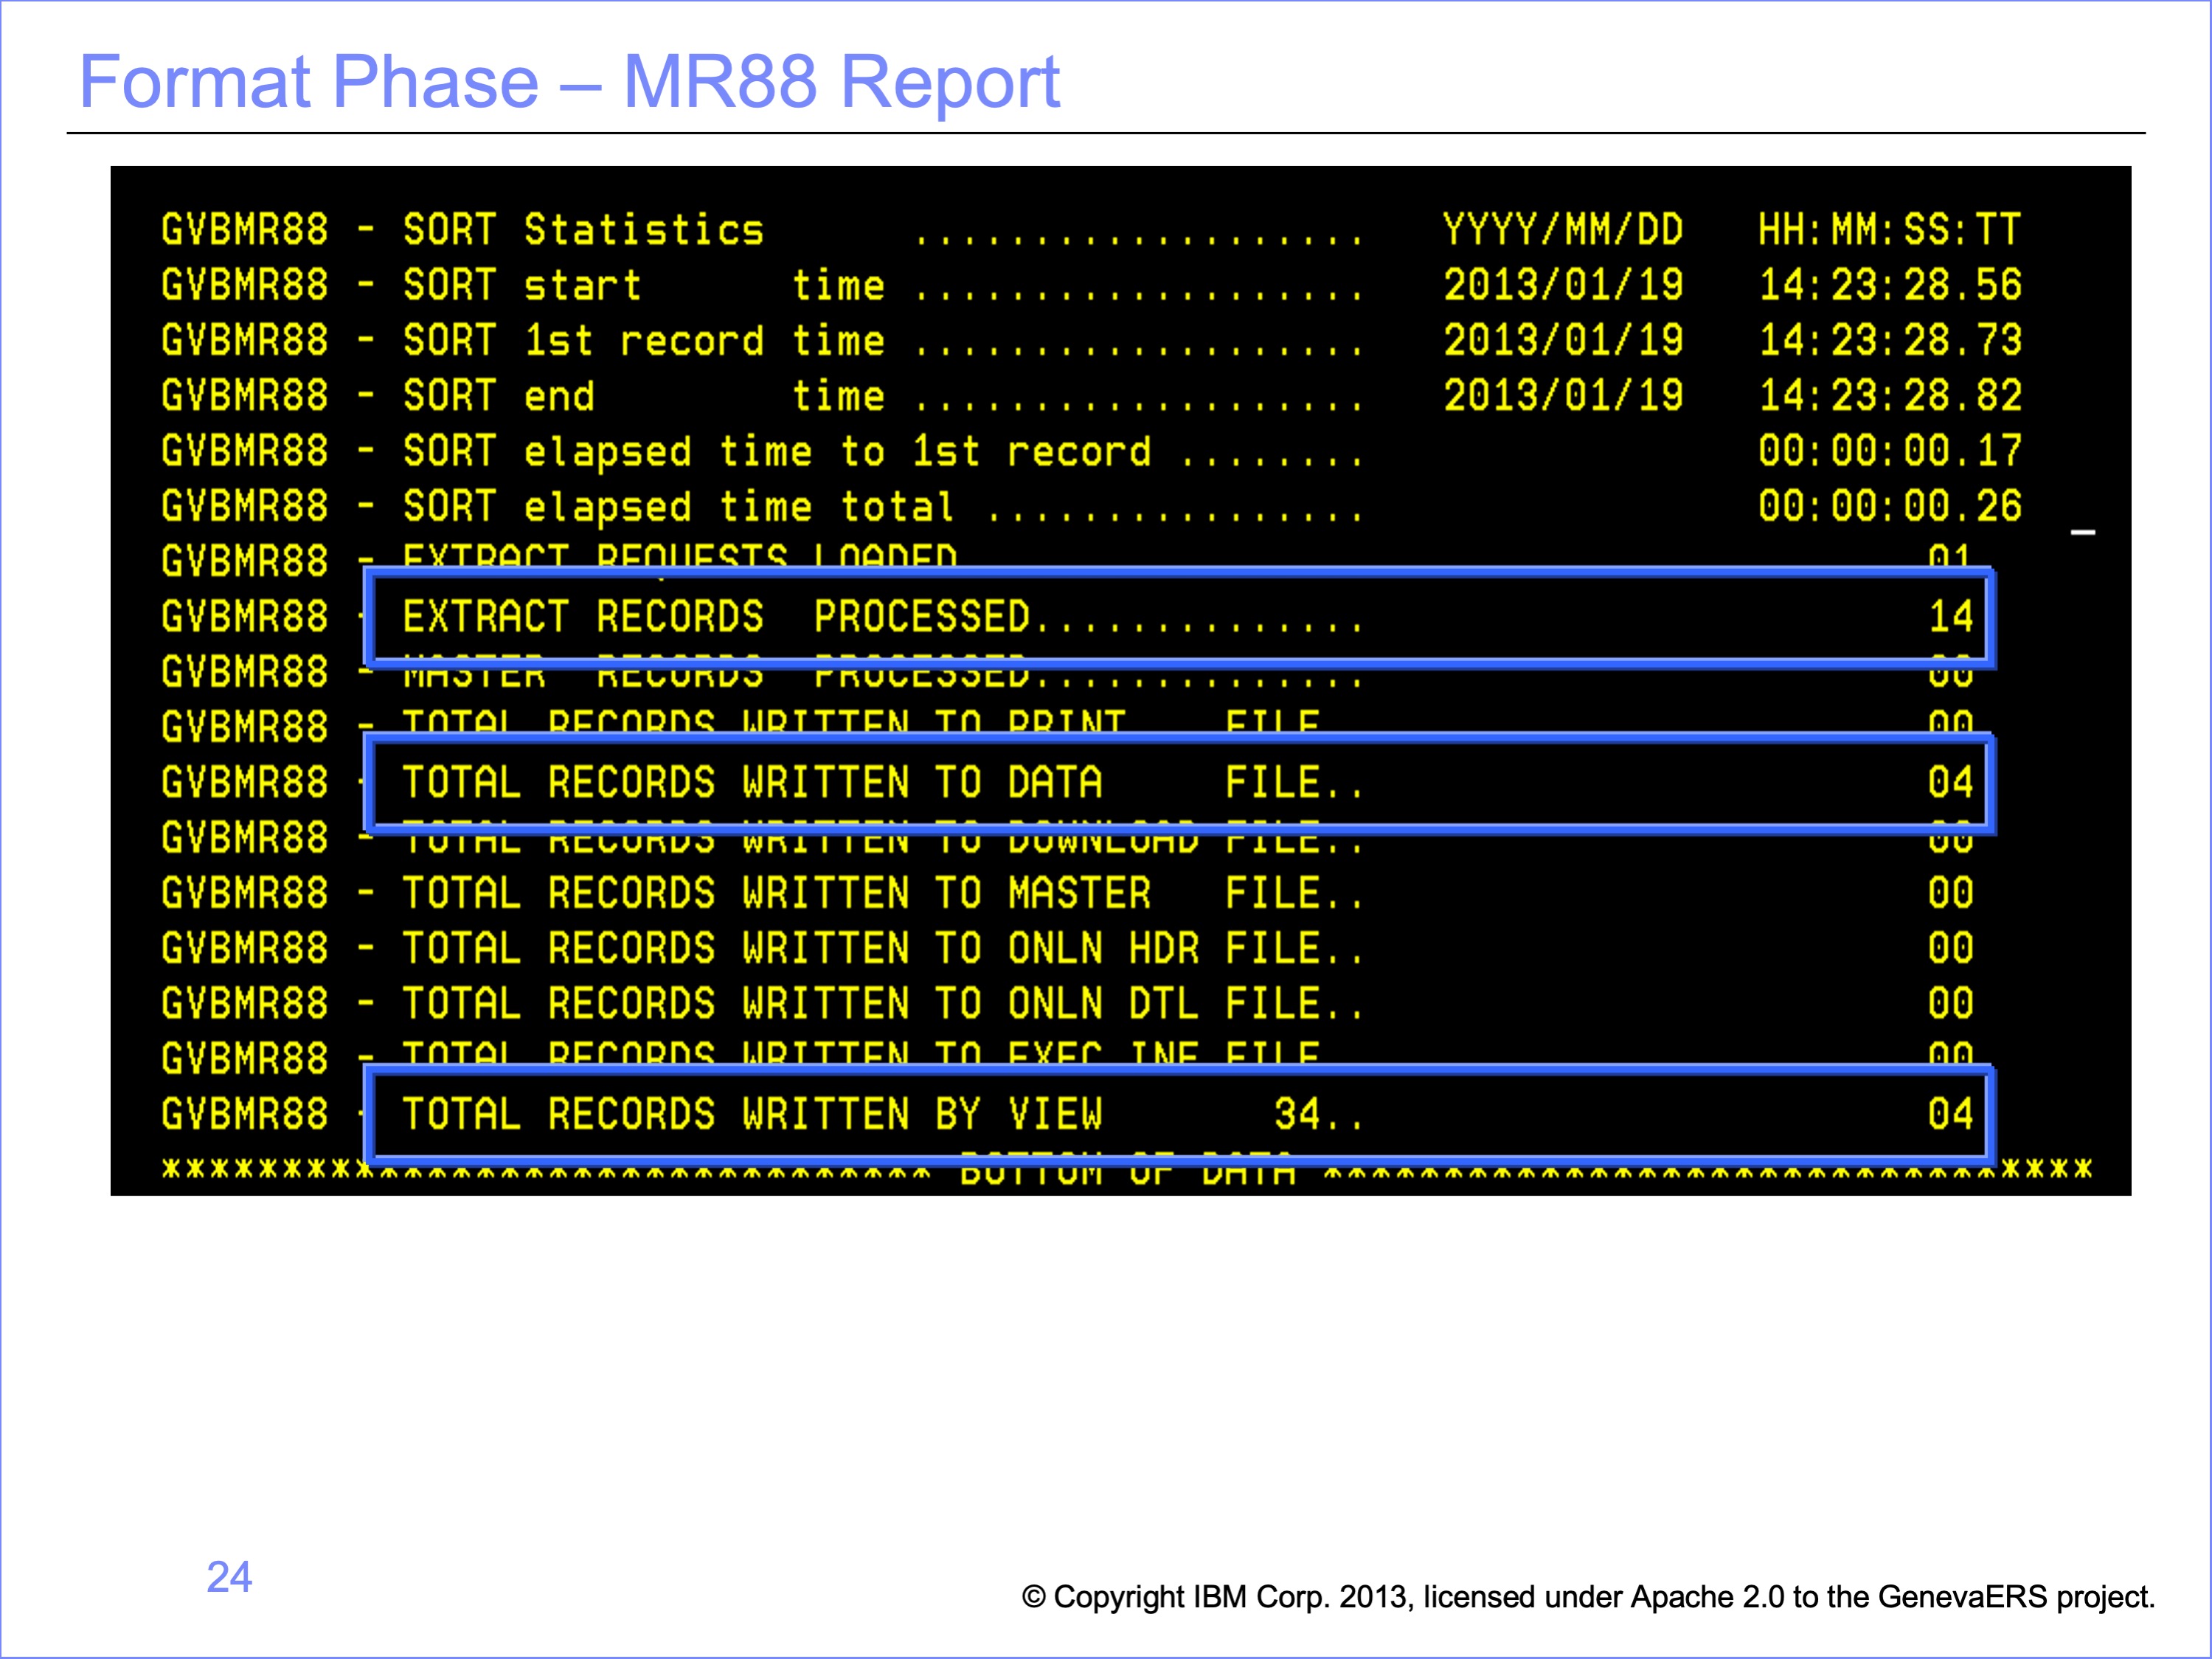 Format Phase – MR88 Report
GVBMR88 - SORT Statistics ................... YYYY/MM/DD HH:MM:SS:TT
GVBMR88 - SORT start time ................... 2013/01/19 14:23:28.56
GVBMR88 - SORT 1st record time ................... 2013/01/19 14:23:28.73
GVBMR88 - SORT end time ................... 2013/01/19 14:23:28.82
GVBMR88 - SORT elapsed time to 1st record ........ 00:00:00.17
GVBMR88 - SORT elapsed time total ................ 00:00:00.26 _
GVBMR88 - EXTRACT REQUESTS LOADED 01
GVBMR88 - EXTRACT RECORDS PROCESSED.............. 14
GVBMR88 - MASTER RECORDS PROCESSED.............. 00
GVBMR88 - TOTAL RECORDS WRITTEN TO PRINT FILE 00
GVBMR88 - TOTAL RECORDS WRITTEN TO DATA FILE.. 04
GVBMR88 - TOTAL RECORDS WRITTEN TO DOWNLOAD FILE.. 00
GVBMR88 - TOTAL RECORDS WRITTEN TO MASTER FILE.. 00
GVBMR88 - TOTAL RECORDS WRITTEN TO ONLN HDR FILE.. 00
GVBMR88 - TOTAL RECORDS WRITTEN TO ONLN DTL FILE.. 00
GVBMR88 - TOTAL RECORDS WRITTEN TO EXEC INF FILE 00
GVBMR88 - TOTAL RECORDS WRITTEN BY VIEW 34.. 04
******************************** BOTTOM OF DATA ********************************
24
© Copyright IBM Corp. 2013, licensed under Apache 2.0 to the GenevaERS project.